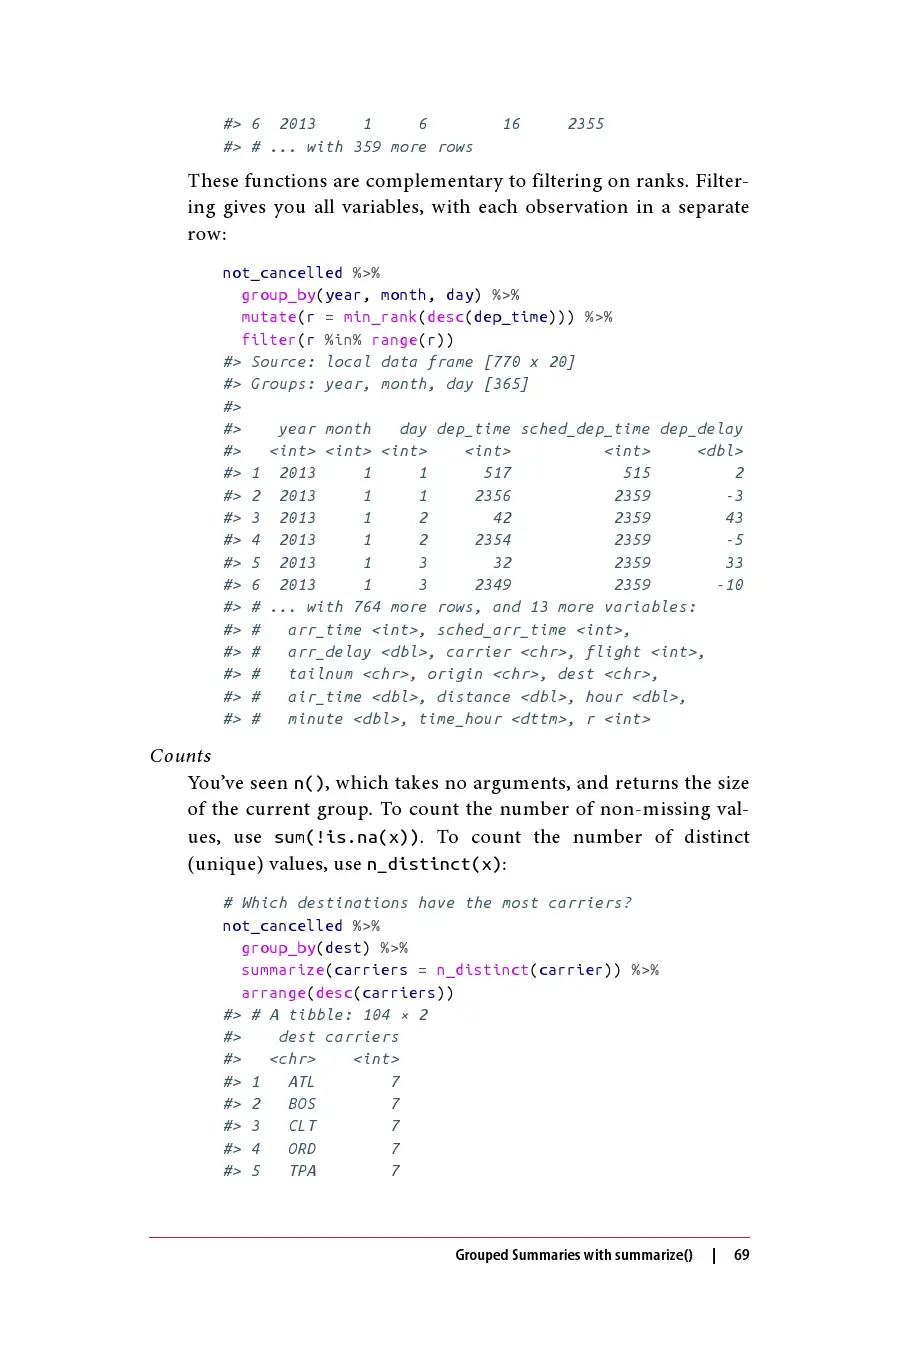 #> 6  2013     1     6        16     2355
#> # ... with 359 more rows
These functions are complementary to filtering on ranks. Filter-
ing gives you all variables, with each observation in a separate
row:
not_cancelled %>%
  group_by(year, month, day) %>%
  mutate(r = min_rank(desc(dep_time))) %>%
  filter(r %in% range(r))
#> Source: local data frame [770 x 20]
#> Groups: year, month, day [365]
#>
#>    year month   day dep_time sched_dep_time dep_delay
#>   <int> <int> <int>    <int>          <int>     <dbl>
#> 1  2013     1     1      517            515         2
#> 2  2013     1     1     2356           2359        -3
#> 3  2013     1     2       42           2359        43
#> 4  2013     1     2     2354           2359        -5
#> 5  2013     1     3       32           2359        33
#> 6  2013     1     3     2349           2359       -10
#> # ... with 764 more rows, and 13 more variables:
#> #   arr_time <int>, sched_arr_time <int>,
#> #   arr_delay <dbl>, carrier <chr>, flight <int>,
#> #   tailnum <chr>, origin <chr>, dest <chr>,
#> #   air_time <dbl>, distance <dbl>, hour <dbl>,
#> #   minute <dbl>, time_hour <dttm>, r <int>
Counts
You’ve seen n(), which takes no arguments, and returns the size
of the current group. To count the number of non-missing val-
ues, use sum(!is.na(x)). To count the number of distinct
(unique) values, use n_distinct(x):
# Which destinations have the most carriers?
not_cancelled %>%
  group_by(dest) %>%
  summarize(carriers = n_distinct(carrier)) %>%
  arrange(desc(carriers))
#> # A tibble: 104 × 2
#>    dest carriers
#>   <chr>    <int>
#> 1   ATL        7
#> 2   BOS        7
#> 3   CLT        7
#> 4   ORD        7
#> 5   TPA        7
Grouped Summaries with summarize() | 69